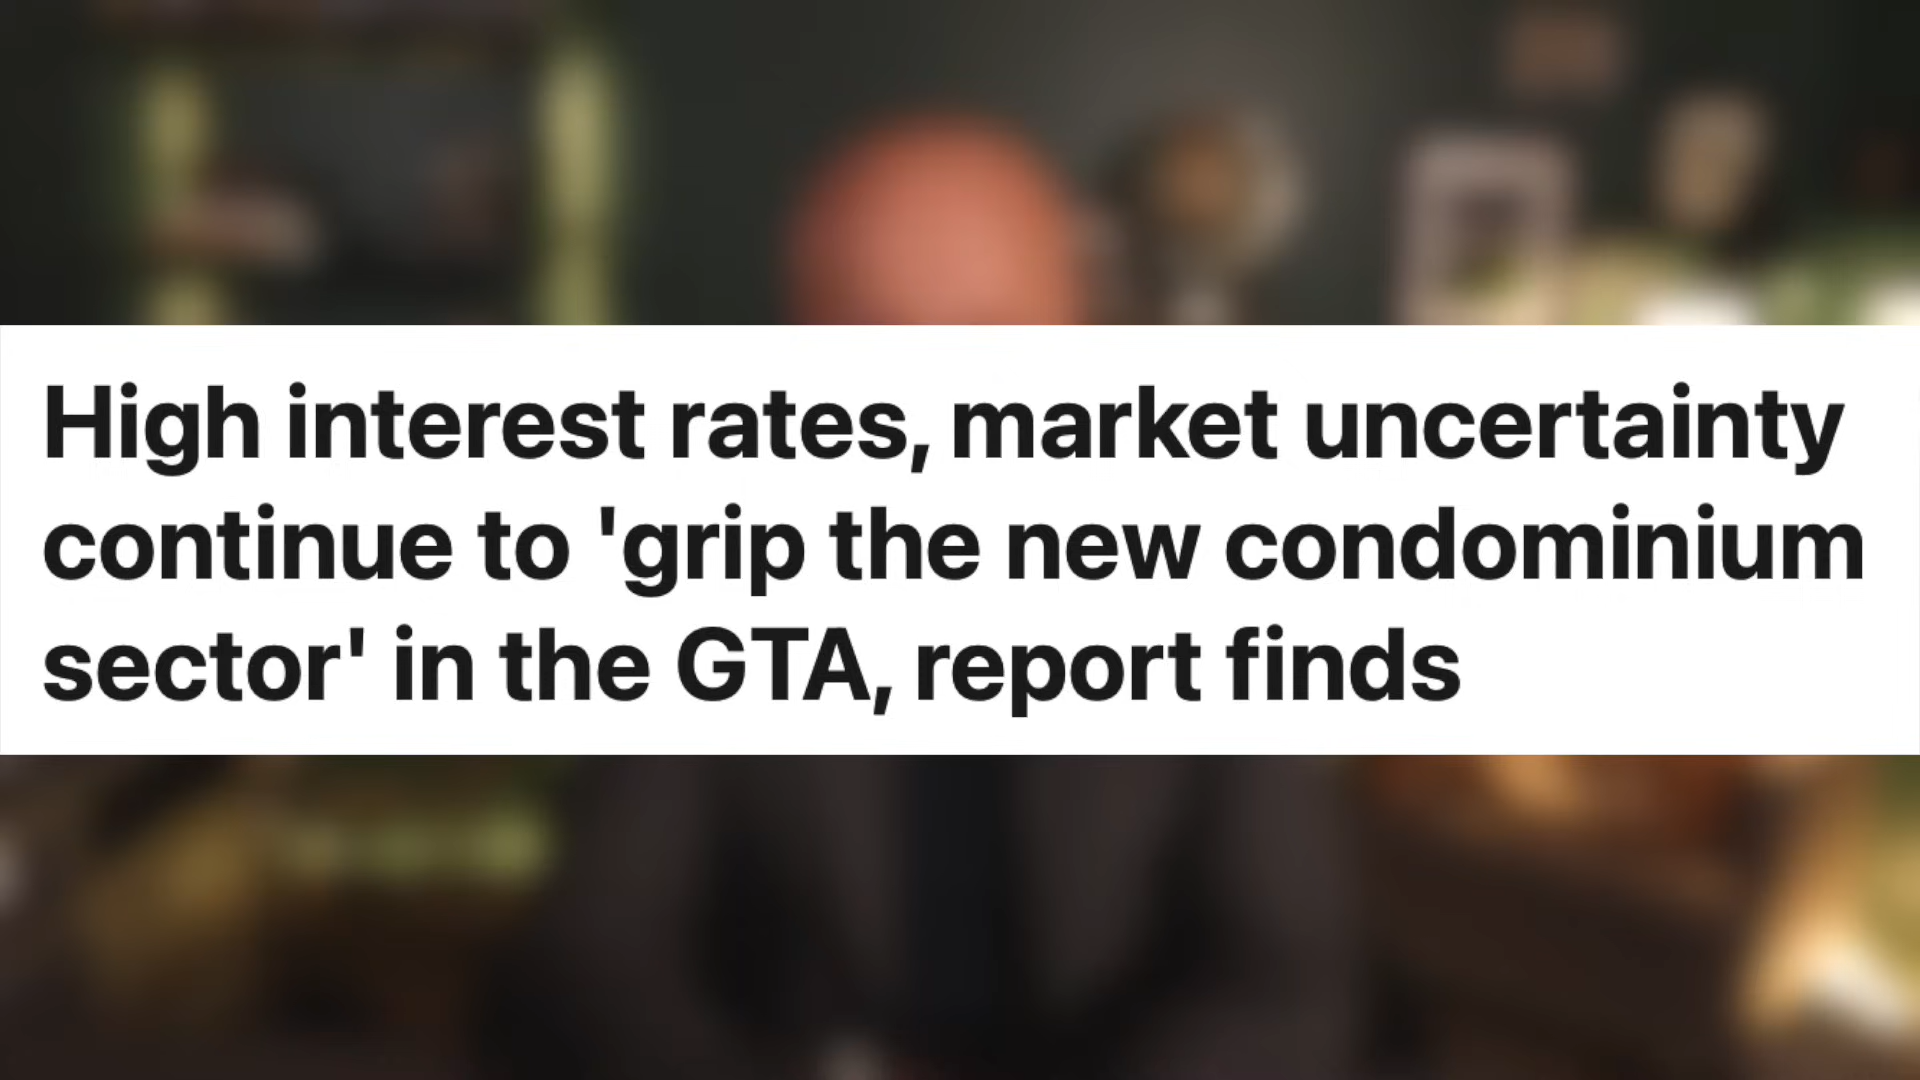 High interest rates, market uncertainty
continue to 'grip the new condominium
sector' in the GTA, report finds